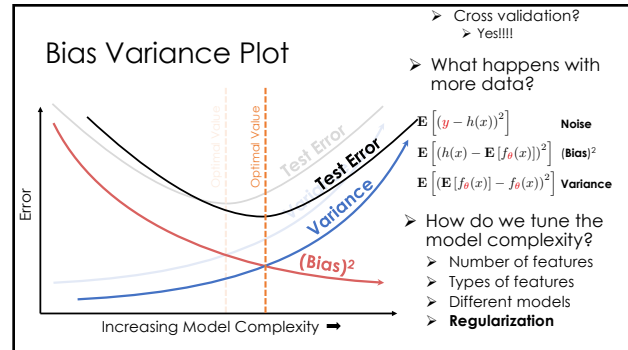 Bias Variance Plot
Error
Optimal Value
Optimal Value
Test Error
Test Error
Variance
(Bias)²
Increasing Model Complexity ➡
➢ Cross validation?
➢ Yes!!!!
➢ What happens with
more data?
E [(y − h(x))²] Noise
E [(h(x) − E [fθ(x)])²] (Bias)²
E [(E [fθ(x)] − fθ(x))²] Variance
➢ How do we tune the
model complexity?
➢ Number of features
➢ Types of features
➢ Different models
➢ Regularization